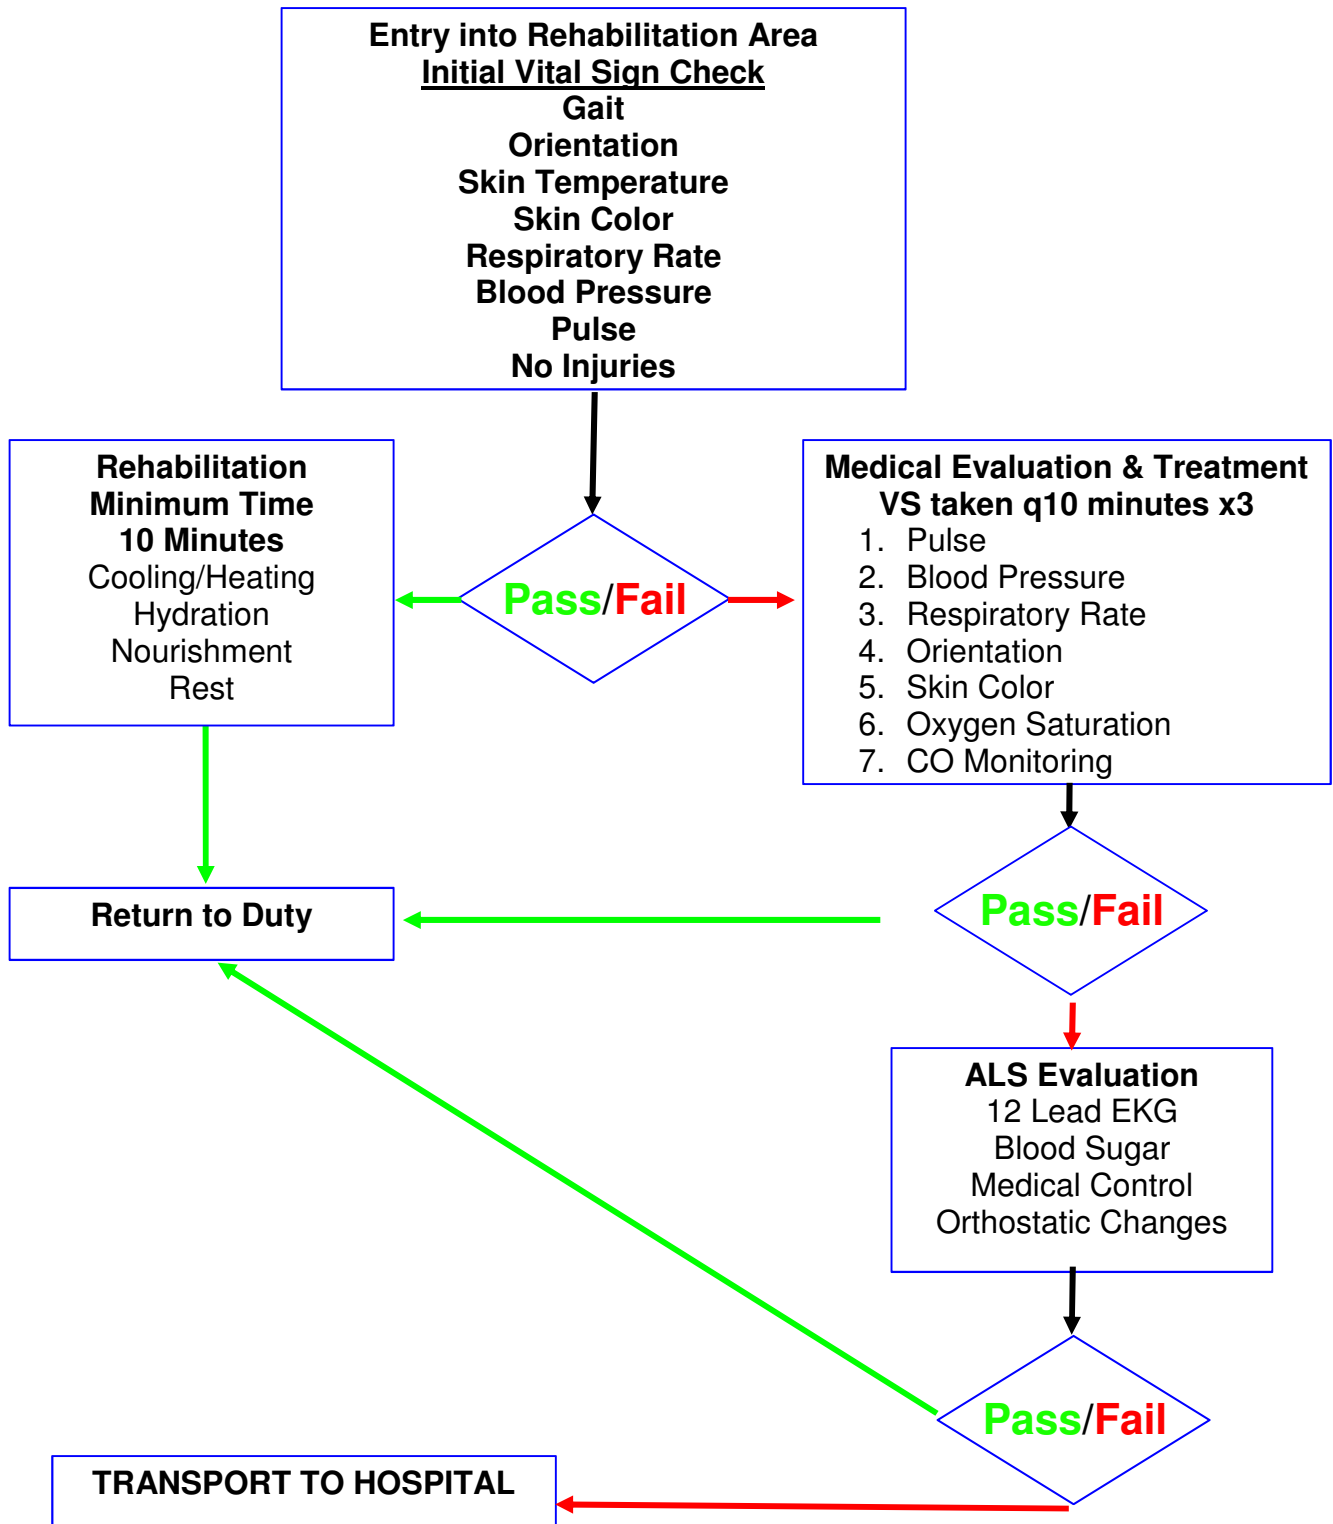 Entry into Rehabilitation Area
Initial Vital Sign Check
Gait
Orientation
Skin Temperature
Skin Color
Respiratory Rate
Blood Pressure
Pulse
No Injuries
Rehabilitation
Minimum Time
10 Minutes
Cooling/Heating
Hydration
Nourishment
Rest
Pass/Fail
Medical Evaluation & Treatment
VS taken q10 minutes x3
1. Pulse
2. Blood Pressure
3. Respiratory Rate
4. Orientation
5. Skin Color
6. Oxygen Saturation
7. CO Monitoring
Return to Duty
Pass/Fail
ALS Evaluation
12 Lead EKG
Blood Sugar
Medical Control
Orthostatic Changes
Pass/Fail
TRANSPORT TO HOSPITAL